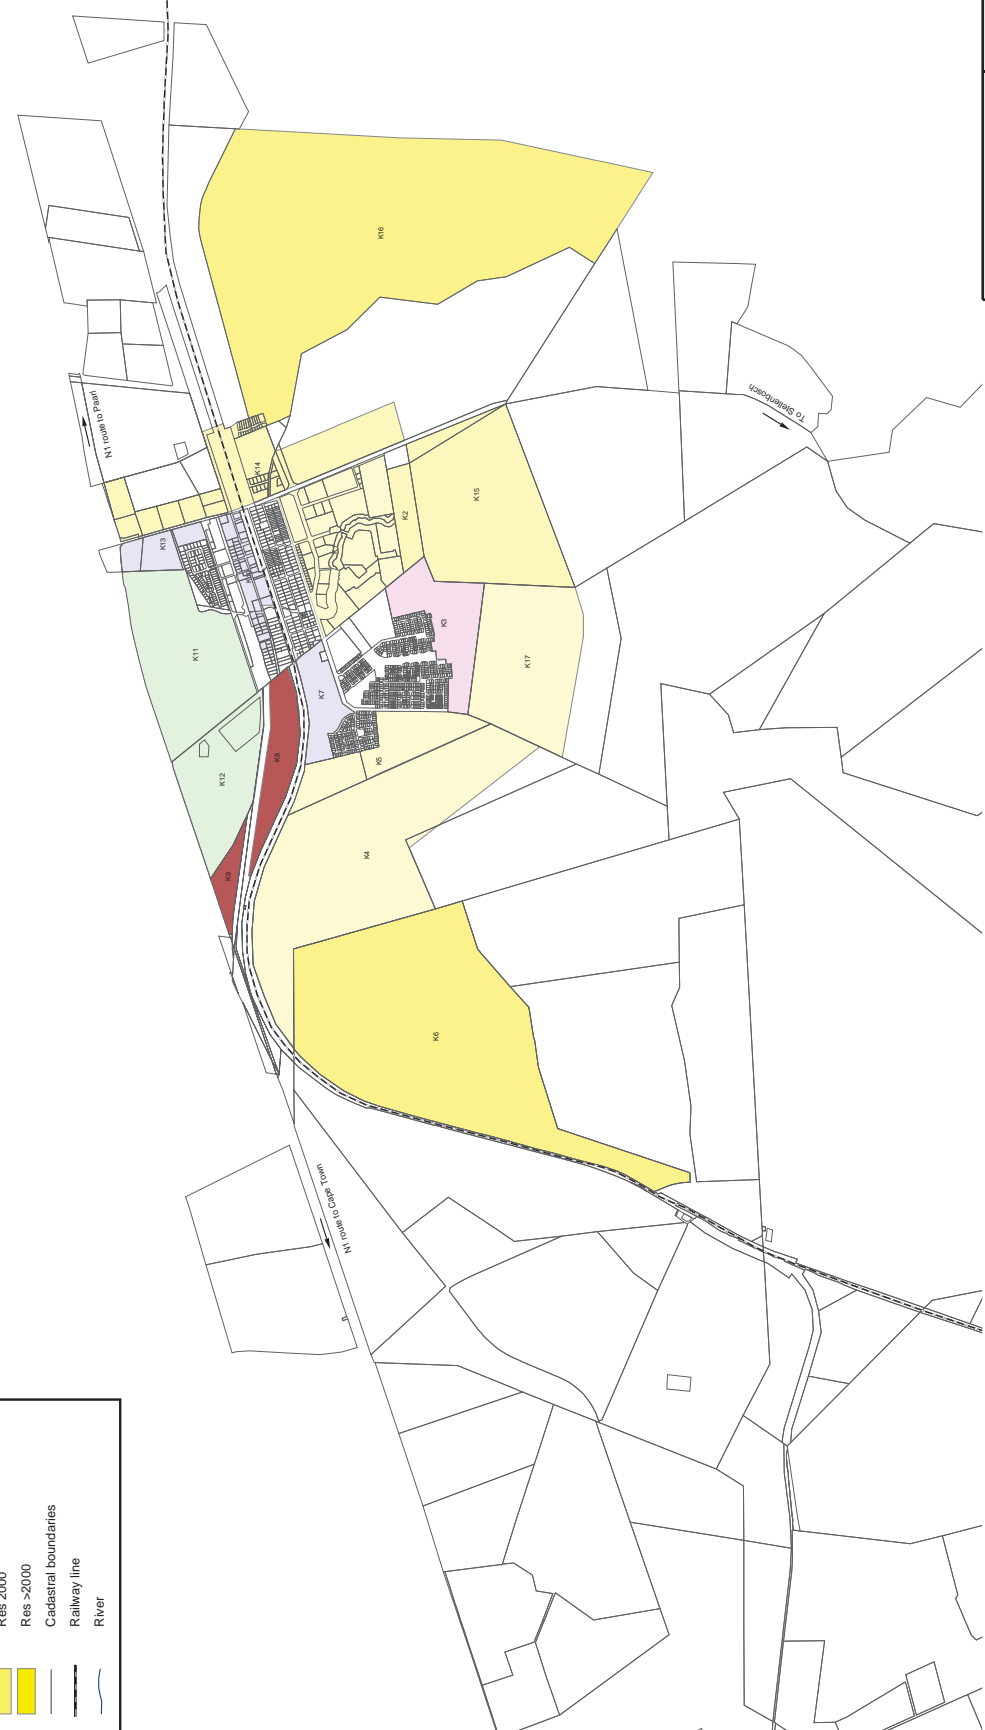 N1 route to Paarl
K16
K14
K13
K2
K15
K11
K3
K7
K17
K12
K8
K5
K9
K4
K6
To Stellenbosch
N1 route to Cape Town
Res 2000
Res >2000
Cadastral boundaries
Railway line
River